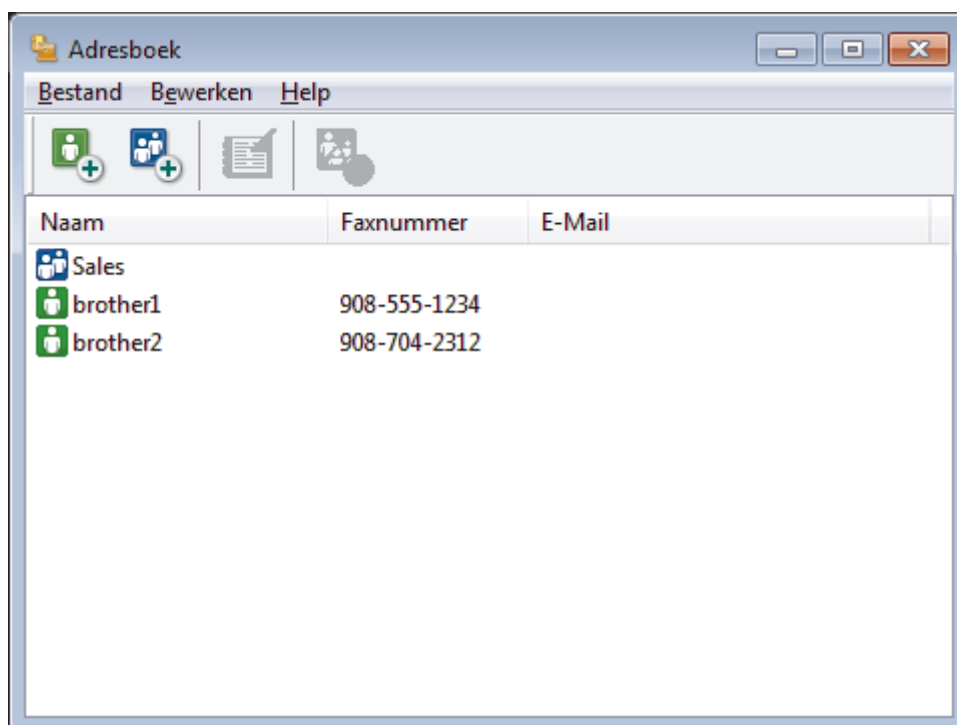 Adresboek
Bestand Bewerken Help
Naam Faxnummer E-Mail
Sales
brother1 908-555-1234
brother2 908-704-2312